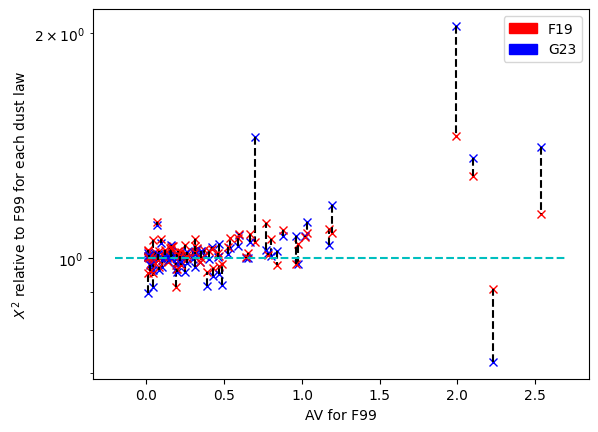 2 × 10⁰
10⁰
X² relative to F99 for each dust law
F19
G23
0.0 0.5 1.0 1.5 2.0 2.5
AV for F99